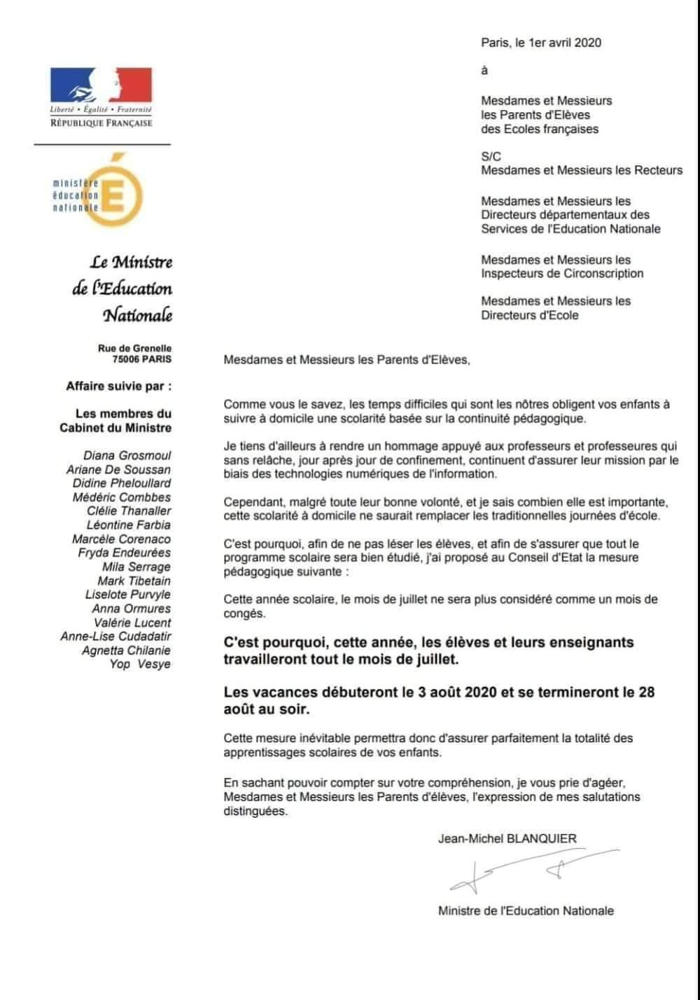 Paris, le 1er avril 2020
à
Mesdames et Messieurs
les Parents d'Elèves
des Ecoles françaises
S/C
Mesdames et Messieurs les Recteurs
Mesdames et Messieurs les
Directeurs départementaux des
Services de l'Education Nationale
Mesdames et Messieurs les
Inspecteurs de Circonscription
Mesdames et Messieurs les
Directeurs d'Ecole
Liberté • Égalité • Fraternité
RÉPUBLIQUE FRANÇAISE
ministère
éducation
nationale
É
Le Ministre
de l'Education
Nationale
Rue de Grenelle
75006 PARIS
Affaire suivie par :
Les membres du
Cabinet du Ministre
Diana Grosmoul
Ariane De Soussan
Didine Pheloullard
Médéric Combbes
Clélie Thanaller
Léontine Farbia
Marcèle Corenaco
Fryda Endeurées
Mila Serrage
Mark Tibetain
Liselote Purvyle
Anna Ormures
Valérie Lucent
Anne-Lise Cudadatir
Agnetta Chilanie
Yop Vesye
Mesdames et Messieurs les Parents d'Elèves,
Comme vous le savez, les temps difficiles qui sont les nôtres obligent vos enfants à
suivre à domicile une scolarité basée sur la continuité pédagogique.
Je tiens d'ailleurs à rendre un hommage appuyé aux professeurs et professeures qui
sans relâche, jour après jour de confinement, continuent d'assurer leur mission par le
biais des technologies numériques de l'information.
Cependant, malgré toute leur bonne volonté, et je sais combien elle est importante,
cette scolarité à domicile ne saurait remplacer les traditionnelles journées d'école.
C'est pourquoi, afin de ne pas léser les élèves, et afin de s'assurer que tout le
programme scolaire sera bien étudié, j'ai proposé au Conseil d'Etat la mesure
pédagogique suivante :
Cette année scolaire, le mois de juillet ne sera plus considéré comme un mois de
congés.
C'est pourquoi, cette année, les élèves et leurs enseignants
travailleront tout le mois de juillet.
Les vacances débuteront le 3 août 2020 et se termineront le 28
août au soir.
Cette mesure inévitable permettra donc d'assurer parfaitement la totalité des
apprentissages scolaires de vos enfants.
En sachant pouvoir compter sur votre compréhension, je vous prie d'agéer,
Mesdames et Messieurs les Parents d'élèves, l'expression de mes salutations
distinguées.
Jean-Michel BLANQUIER
Ministre de l'Education Nationale